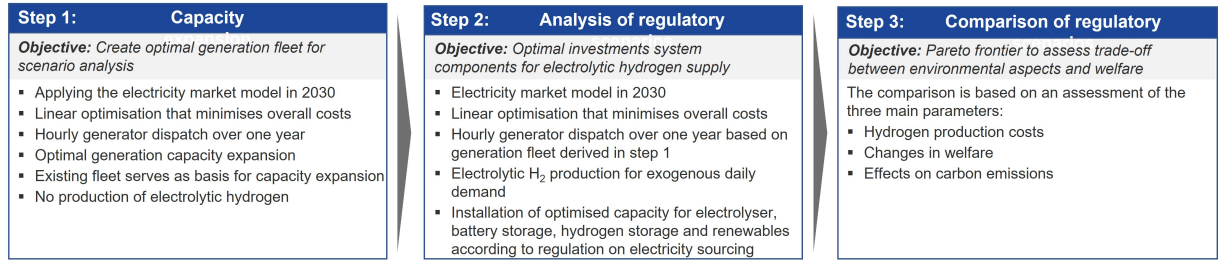 Step 1: Capacity
Objective: Create optimal generation fleet for
scenario analysis
▪ Applying the electricity market model in 2030
▪ Linear optimisation that minimises overall costs
▪ Hourly generator dispatch over one year
▪ Optimal generation capacity expansion
▪ Existing fleet serves as basis for capacity expansion
▪ No production of electrolytic hydrogen
Step 2: Analysis of regulatory
Objective: Optimal investments system
components for electrolytic hydrogen supply
▪ Electricity market model in 2030
▪ Linear optimisation that minimises overall costs
▪ Hourly generator dispatch over one year based on
generation fleet derived in step 1
▪ Electrolytic H₂ production for exogenous daily
demand
▪ Installation of optimised capacity for electrolyser,
battery storage, hydrogen storage and renewables
according to regulation on electricity sourcing
Step 3: Comparison of regulatory
Objective: Pareto frontier to assess trade-off
between environmental aspects and welfare
The comparison is based on an assessment of the
three main parameters:
▪ Hydrogen production costs
▪ Changes in welfare
▪ Effects on carbon emissions